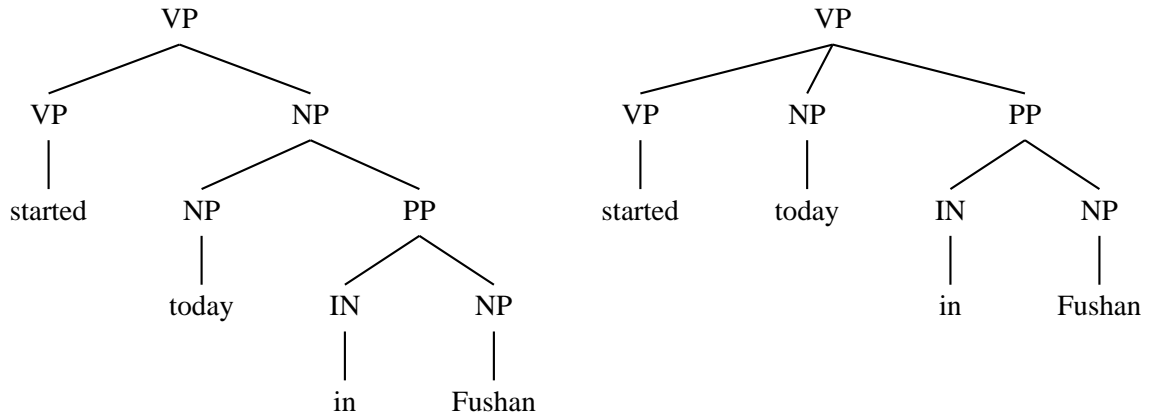 VP VP
VP NP VP NP PP
started NP PP started today IN NP
today IN NP in Fushan
in Fushan